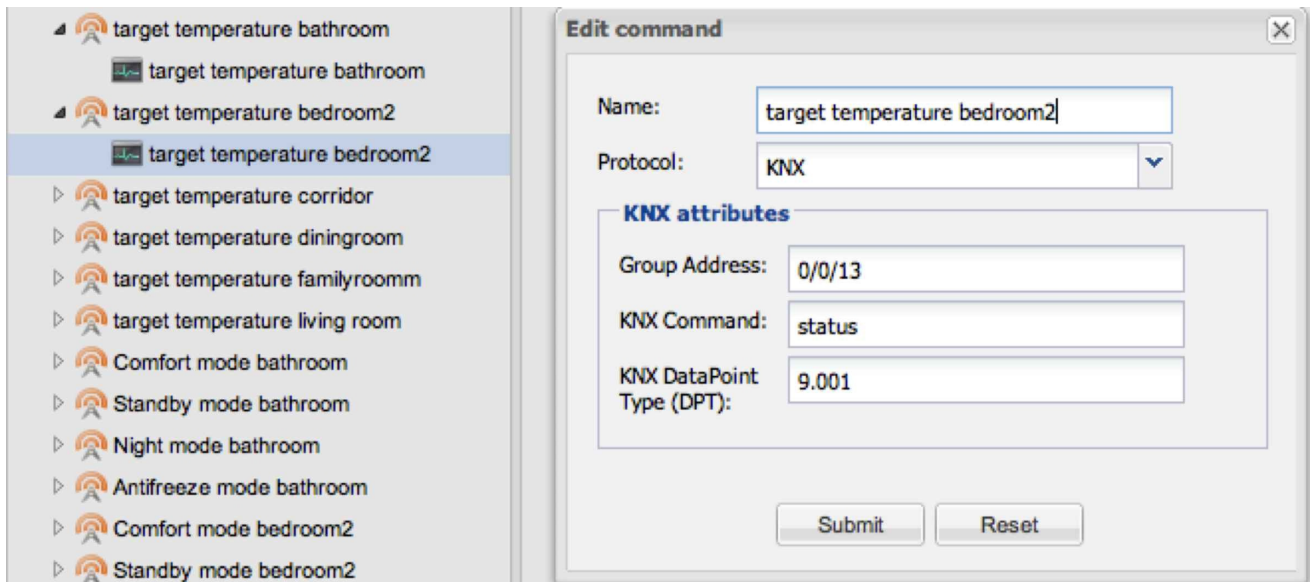 target temperature bathroom
target temperature bathroom
target temperature bedroom2
target temperature bedroom2
target temperature corridor
target temperature diningroom
target temperature familyroomm
target temperature living room
Comfort mode bathroom
Standby mode bathroom
Night mode bathroom
Antifreeze mode bathroom
Comfort mode bedroom2
Standby mode bedroom2
Edit command
Name: target temperature bedroom2
Protocol: KNX
KNX attributes
Group Address: 0/0/13
KNX Command: status
KNX DataPoint
Type (DPT): 9.001
Submit Reset